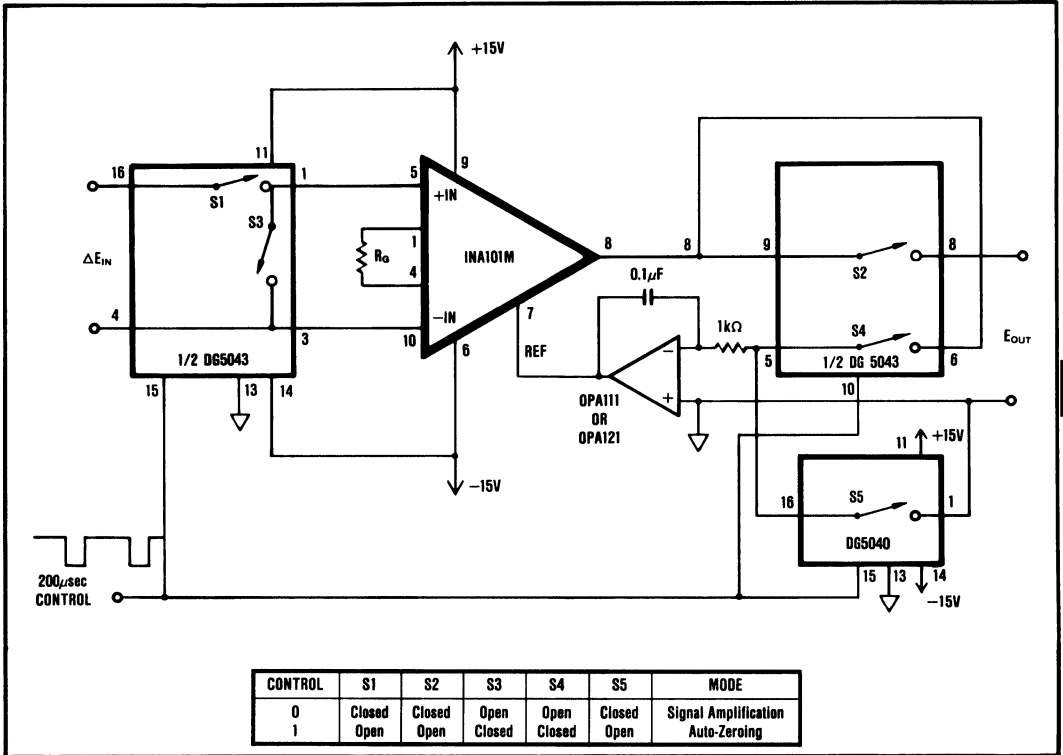 +15V
11
16
1
S1
S3
ΔEIN
4
3
1/2 DG5043
15
13
14
9
5
+IN
1
RG
4
INA101M
−IN
10
6
7
REF
8
8
−15V
0.1μF
1kΩ
−
+
OPA111
OR
OPA121
9
8
S2
S4
5
6
1/2 DG 5043
10
EOUT
11
+15V
16
S5
1
DG5040
15
13
14
−15V
200μsec
CONTROL
CONTROL S1 S2 S3 S4 S5 MODE
0 Closed Closed Open Open Closed Signal Amplification
1 Open Open Closed Closed Open Auto-Zeroing